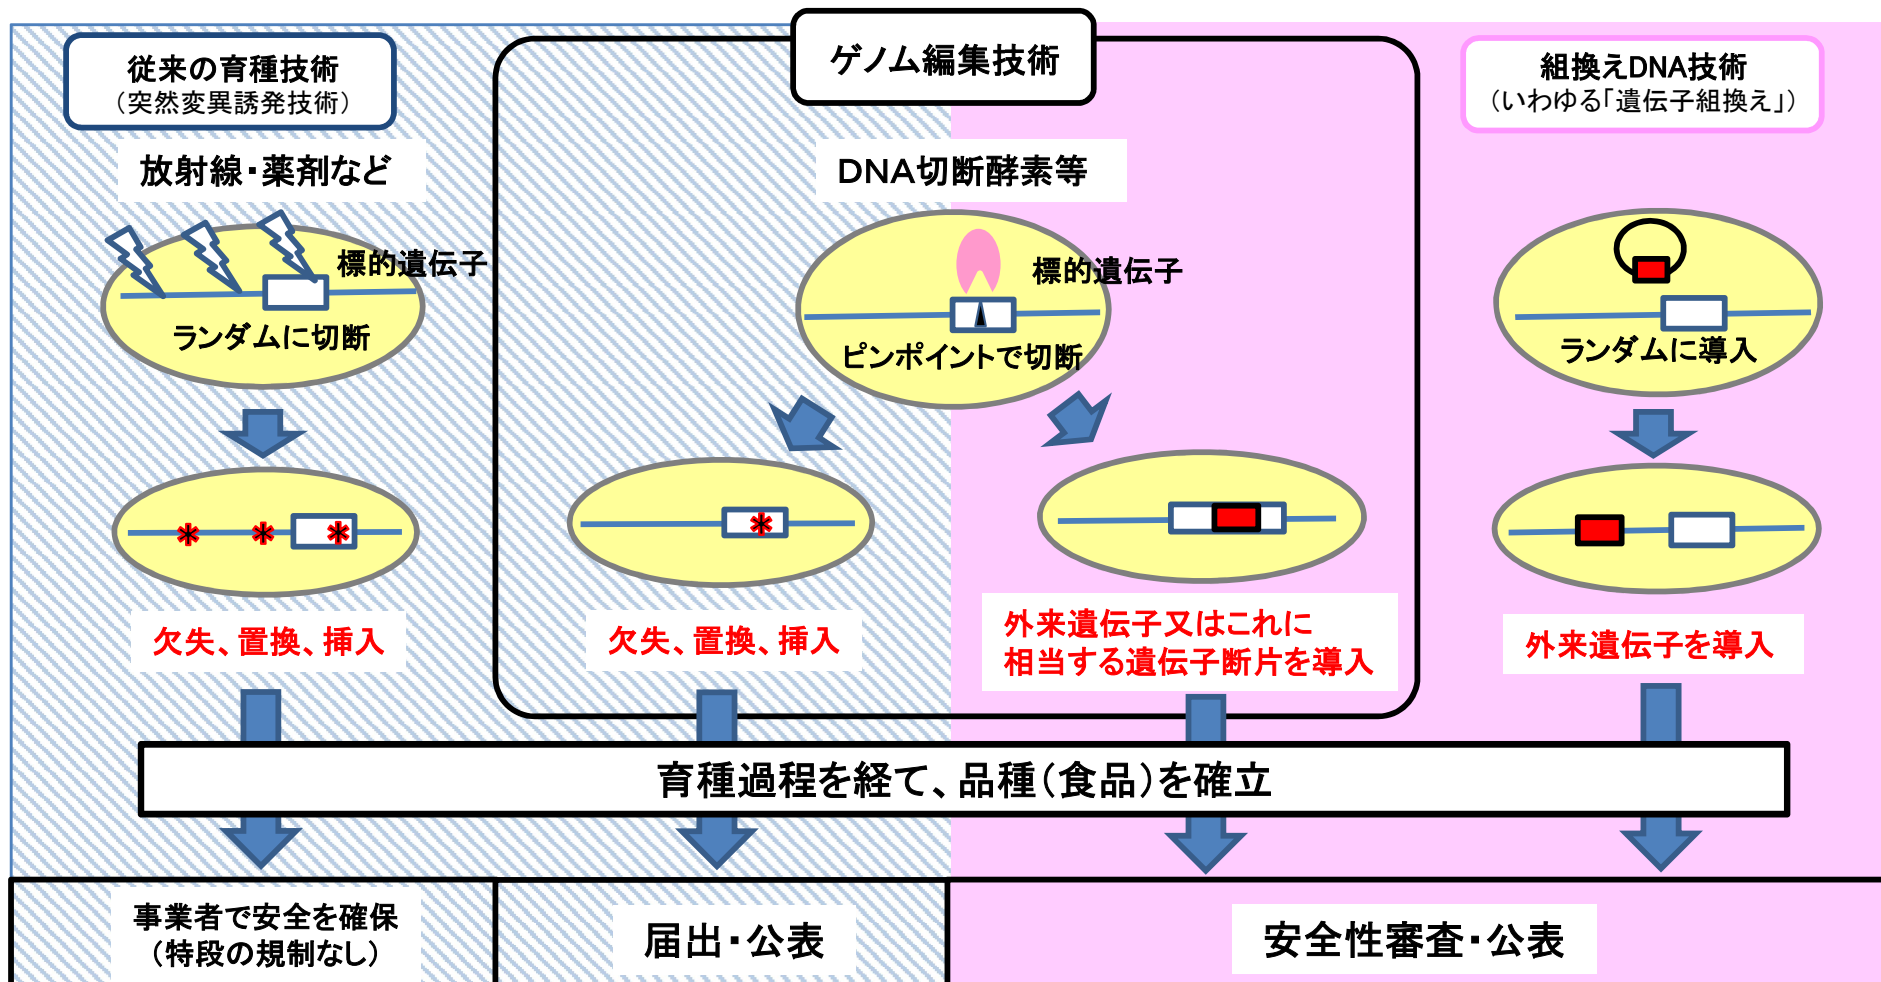 ゲノム編集技術
従来の育種技術
（突然変異誘発技術）
組換えDNA技術
（いわゆる「遺伝子組換え」）
放射線・薬剤など
DNA切断酵素等
標的遺伝子
ランダムに切断
標的遺伝子
ピンポイントで切断
ランダムに導入
欠失、置換、挿入
欠失、置換、挿入
外来遺伝子又はこれに
相当する遺伝子断片を導入
外来遺伝子を導入
育種過程を経て、品種（食品）を確立
事業者で安全を確保
（特段の規制なし）
届出・公表
安全性審査・公表